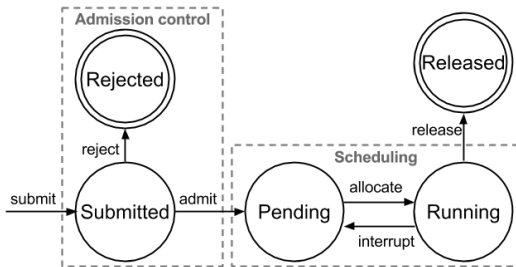 Admission control
Rejected
Released
reject
release
Scheduling
submit
Submitted
admit
Pending
allocate
interrupt
Running